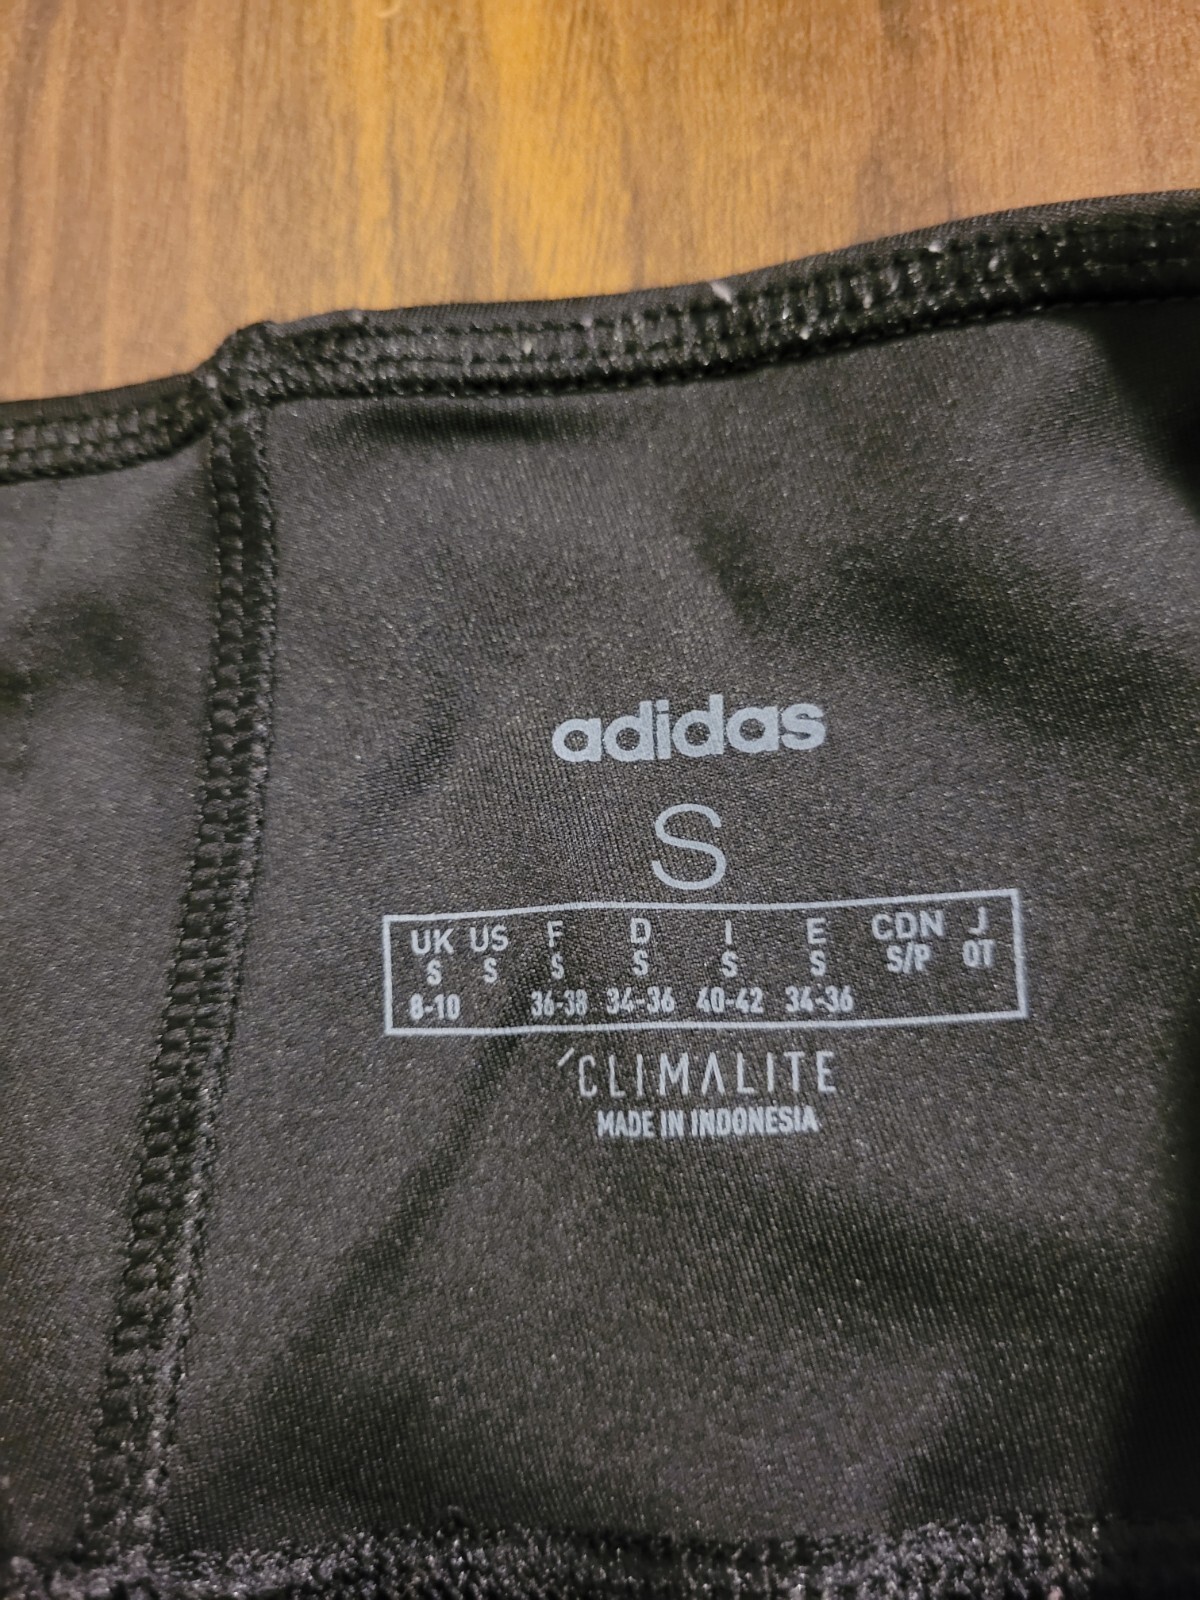 adidas
S
UK US F D I E CDN J
S S S S S S S/P OT
8-10 36-38 34-36 40-42 34-36
CLIMALITE
MADE IN INDONESIA